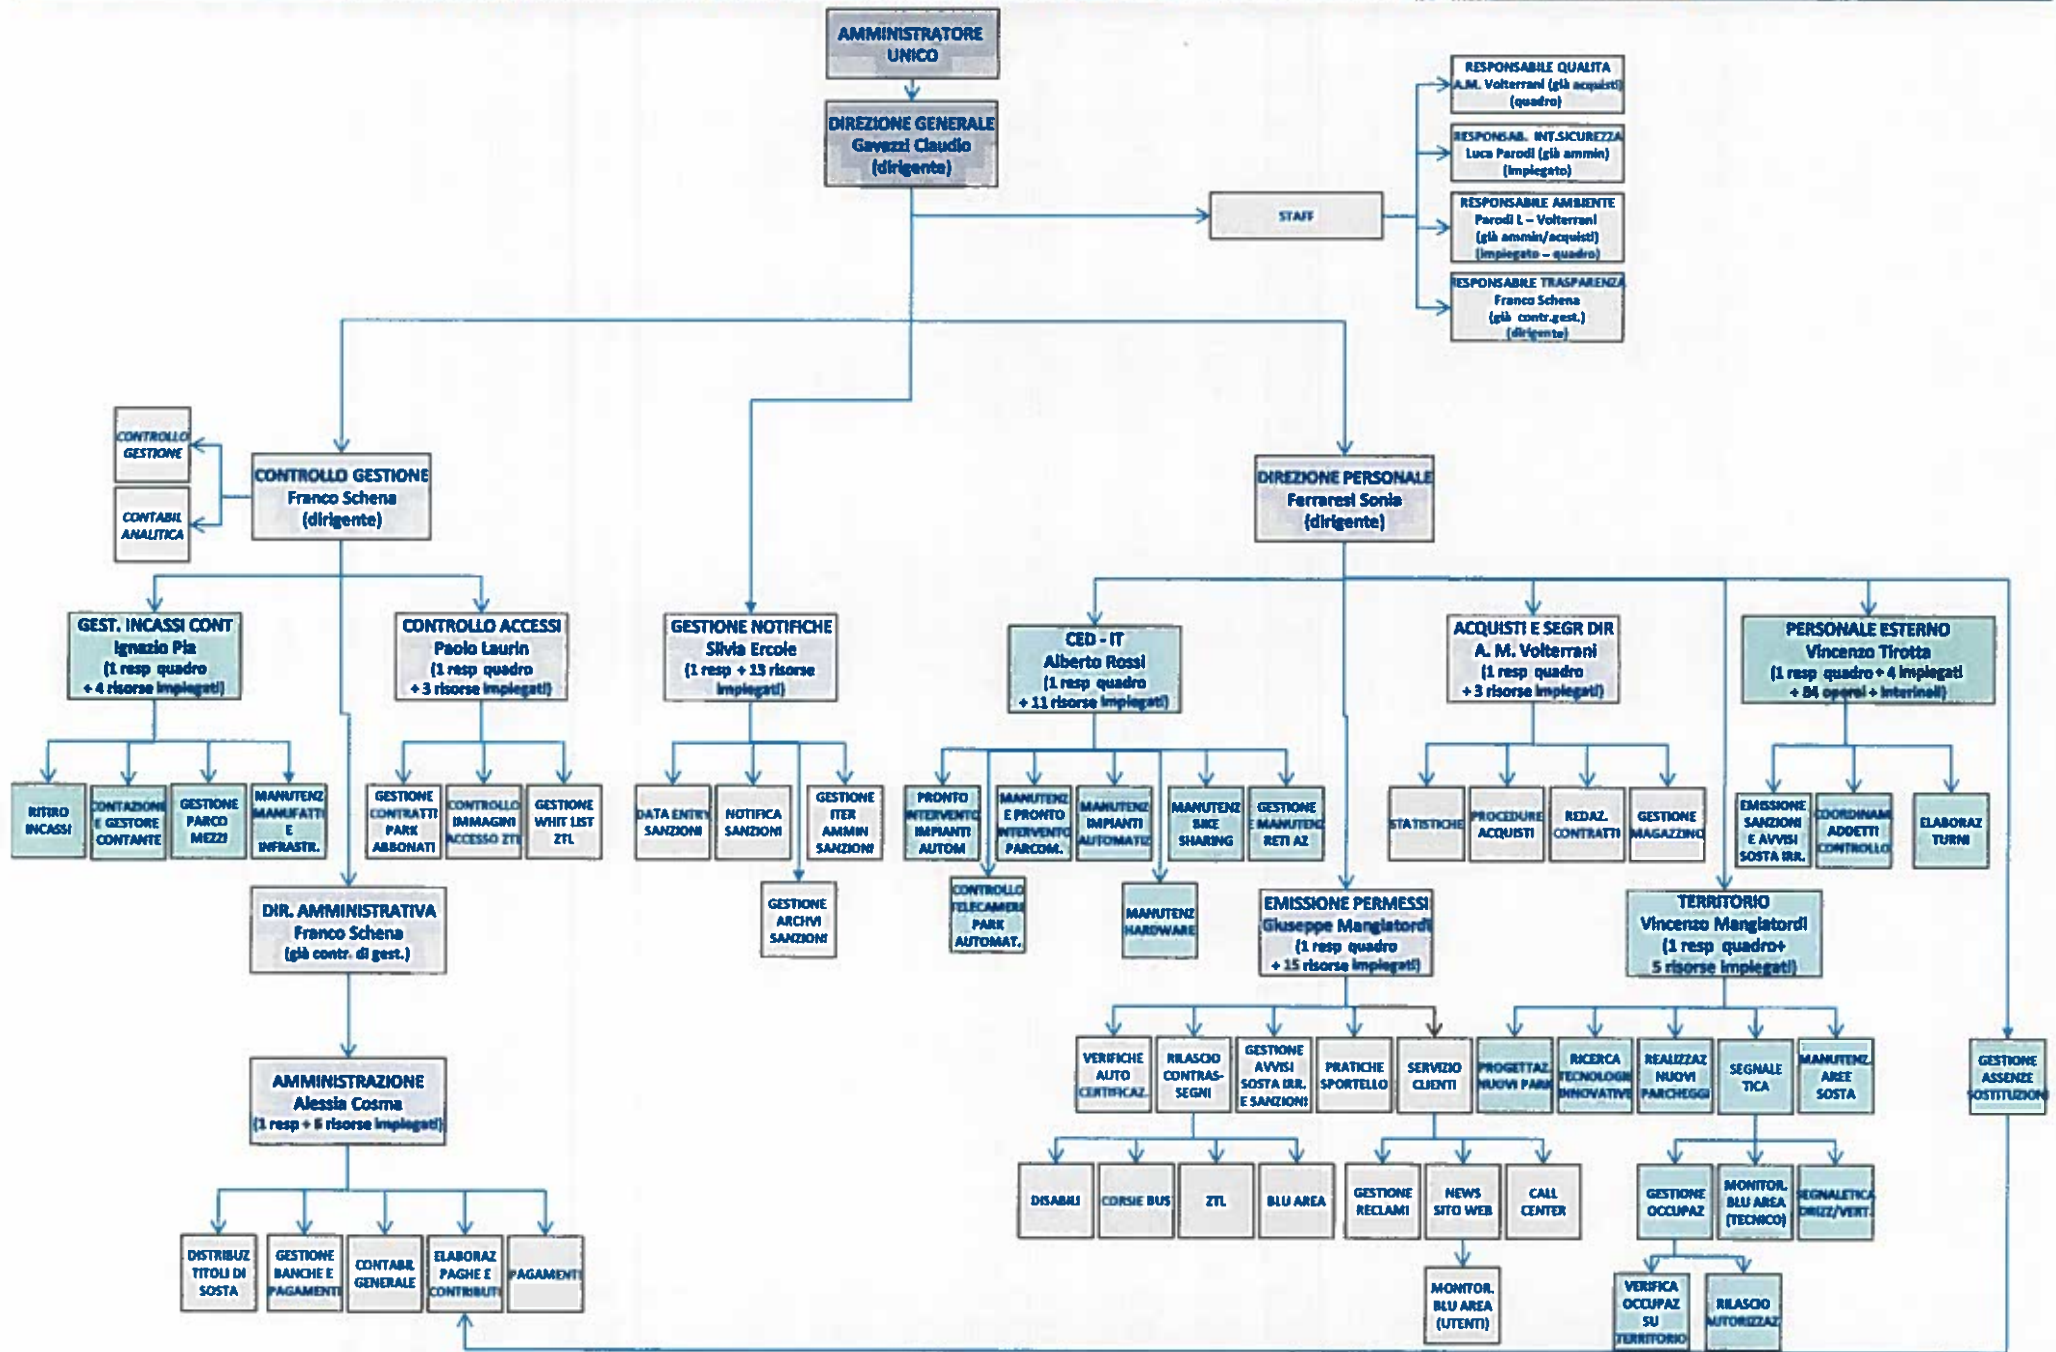 AMMINISTRATORE
UNICO
DIREZIONE GENERALE
Gavazzi Claudio
(dirigente)
STAFF
RESPONSABILE QUALITA
A.M. Volterrani (già acquisti)
(quadro)
RESPONSAB. INT.SICUREZZA
Luca Parodi (già ammin)
(impiegato)
RESPONSABILE AMBIENTE
Parodi L – Volterrani
(già ammin/acquisti)
(impiegato – quadro)
RESPONSABILE TRASPARENZA
Franco Schena
(già contr.gest.)
(dirigente)
CONTROLLO
GESTIONE
CONTABIL
ANALITICA
CONTROLLO GESTIONE
Franco Schena
(dirigente)
DIREZIONE PERSONALE
Ferraresi Sonia
(dirigente)
GEST. INCASSI CONT
Ignazio Pia
(1 resp quadro
+ 4 risorse impiegati)
CONTROLLO ACCESSI
Paolo Laurin
(1 resp quadro
+ 3 risorse impiegati)
GESTIONE NOTIFICHE
Silvia Ercole
(1 resp + 13 risorse
impiegati)
CED - IT
Alberto Rossi
(1 resp quadro
+ 11 risorse impiegati)
ACQUISTI E SEGR DIR
A. M. Volterrani
(1 resp quadro
+ 3 risorse impiegati)
PERSONALE ESTERNO
Vincenzo Tirotta
(1 resp quadro + 4 impiegati
+ 84 operai + interinali)
RITIRO
INCASSI
CONTAZIONE
E GESTORE
CONTANTE
GESTIONE
PARCO
MEZZI
MANUTENZ
MANUFATTI
E
INFRASTR.
GESTIONE
CONTRATTI
PARK
ABBONATI
CONTROLLO
IMMAGINI
ACCESSO ZTL
GESTIONE
WHIT LIST
ZTL
DATA ENTRY
SANZIONI
NOTIFICA
SANZIONI
GESTIONE
ITER
AMMIN
SANZIONI
GESTIONE
ARCHIVI
SANZIONI
PRONTO
INTERVENTO
IMPIANTI
AUTOM
MANUTENZ
E PRONTO
INTERVENTO
PARCOM.
MANUTENZ
IMPIANTI
AUTOMATIZ
MANUTENZ
BIKE
SHARING
GESTIONE
E MANUTENZ
RETI AZ
CONTROLLO
TELECAMERE
PARK
AUTOMAT.
MANUTENZ
HARDWARE
STATISTICHE
PROCEDURE
ACQUISTI
REDAZ.
CONTRATTI
GESTIONE
MAGAZZINO
EMISSIONE
SANZIONI
E AVVISI
SOSTA IRR.
COORDINAM
ADDETTI
CONTROLLO
ELABORAZ
TURNI
DIR. AMMINISTRATIVA
Franco Schena
(già contr. di gest.)
EMISSIONE PERMESSI
Giuseppe Mangiatordi
(1 resp quadro
+ 15 risorse impiegati)
TERRITORIO
Vincenzo Mangiatordi
(1 resp quadro+
5 risorse impiegati)
AMMINISTRAZIONE
Alessia Cosma
(1 resp + 6 risorse impiegati)
VERIFICHE
AUTO
CERTIFICAZ.
RILASCIO
CONTRAS-
SEGNI
GESTIONE
AVVISI
SOSTA IRR.
E SANZIONI
PRATICHE
SPORTELLO
SERVIZIO
CLIENTI
PROGETTAZ.
NUOVI PARK
RICERCA
TECNOLOGIE
INNOVATIVE
REALIZZAZ
NUOVI
PARCHEGGI
SEGNALE
TICA
MANUTENZ.
AREE
SOSTA
GESTIONE
ASSENZE
SOSTITUZIONI
DISABILI
CORSIE BUS
ZTL
BLU AREA
GESTIONE
RECLAMI
NEWS
SITO WEB
CALL
CENTER
GESTIONE
OCCUPAZ
MONITOR.
BLU AREA
(TECNICO)
SEGNALETICA
ORIZZ/VERT.
DISTRIBUZ
TITOLI DI
SOSTA
GESTIONE
BANCHE E
PAGAMENTI
CONTABIL
GENERALE
ELABORAZ
PAGHE E
CONTRIBUTI
PAGAMENTI
MONITOR.
BLU AREA
(UTENTI)
VERIFICA
OCCUPAZ
SU
TERRITORIO
RILASCIO
AUTORIZZAZ